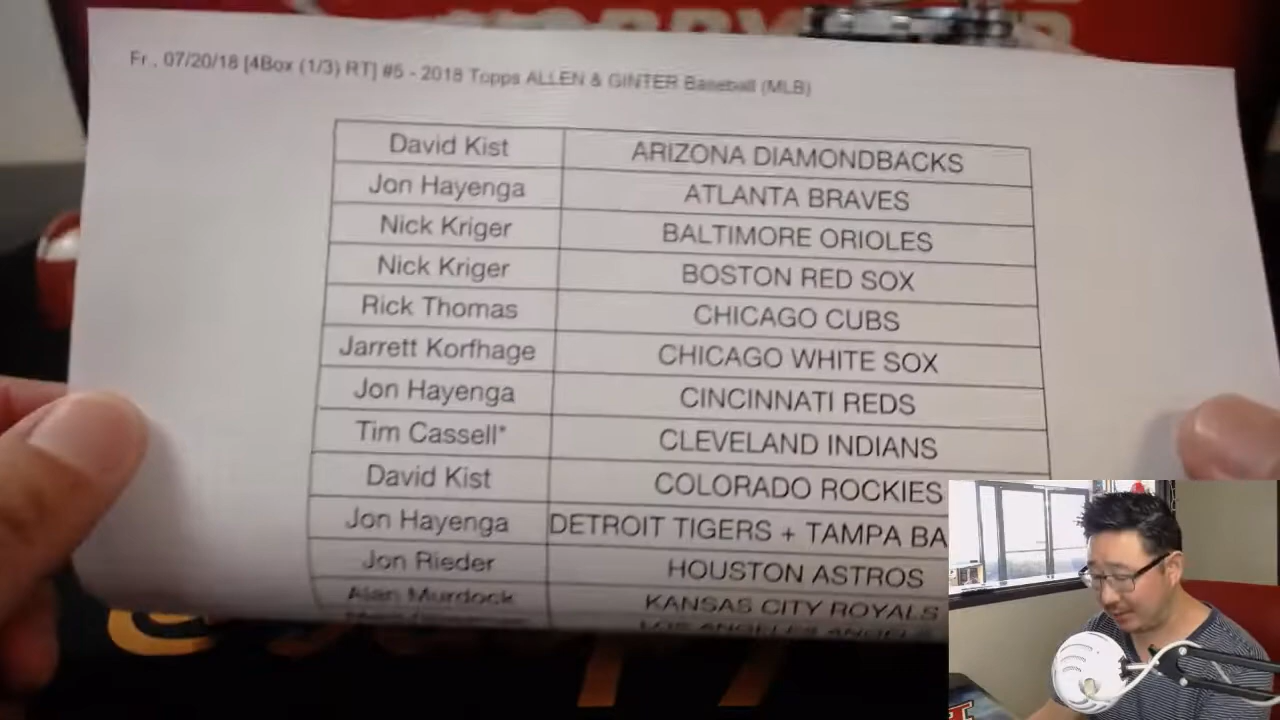 Fr., 07/20/18 [4Box (1/3) RT] #5 - 2018 Topps ALLEN & GINTER Baseball (MLB)
David Kist ARIZONA DIAMONDBACKS
Jon Hayenga ATLANTA BRAVES
Nick Kriger BALTIMORE ORIOLES
Nick Kriger BOSTON RED SOX
Rick Thomas CHICAGO CUBS
Jarrett Korfhage CHICAGO WHITE SOX
Jon Hayenga CINCINNATI REDS
Tim Cassell* CLEVELAND INDIANS
David Kist COLORADO ROCKIES
Jon Hayenga DETROIT TIGERS + TAMPA BA
Jon Rieder HOUSTON ASTROS
Alan Murdock KANSAS CITY ROYALS
LOS ANGELES ANGELS